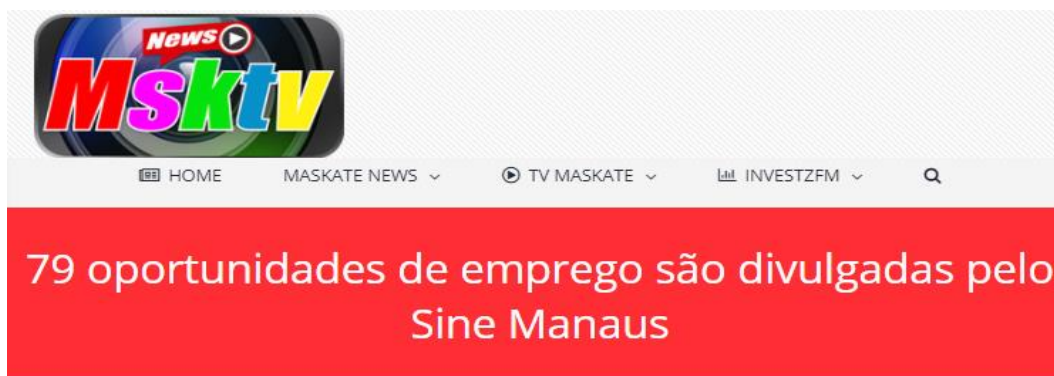 News
Msktv
HOME MASKATE NEWS TV MASKATE INVESTZFM
79 oportunidades de emprego são divulgadas pelo
Sine Manaus